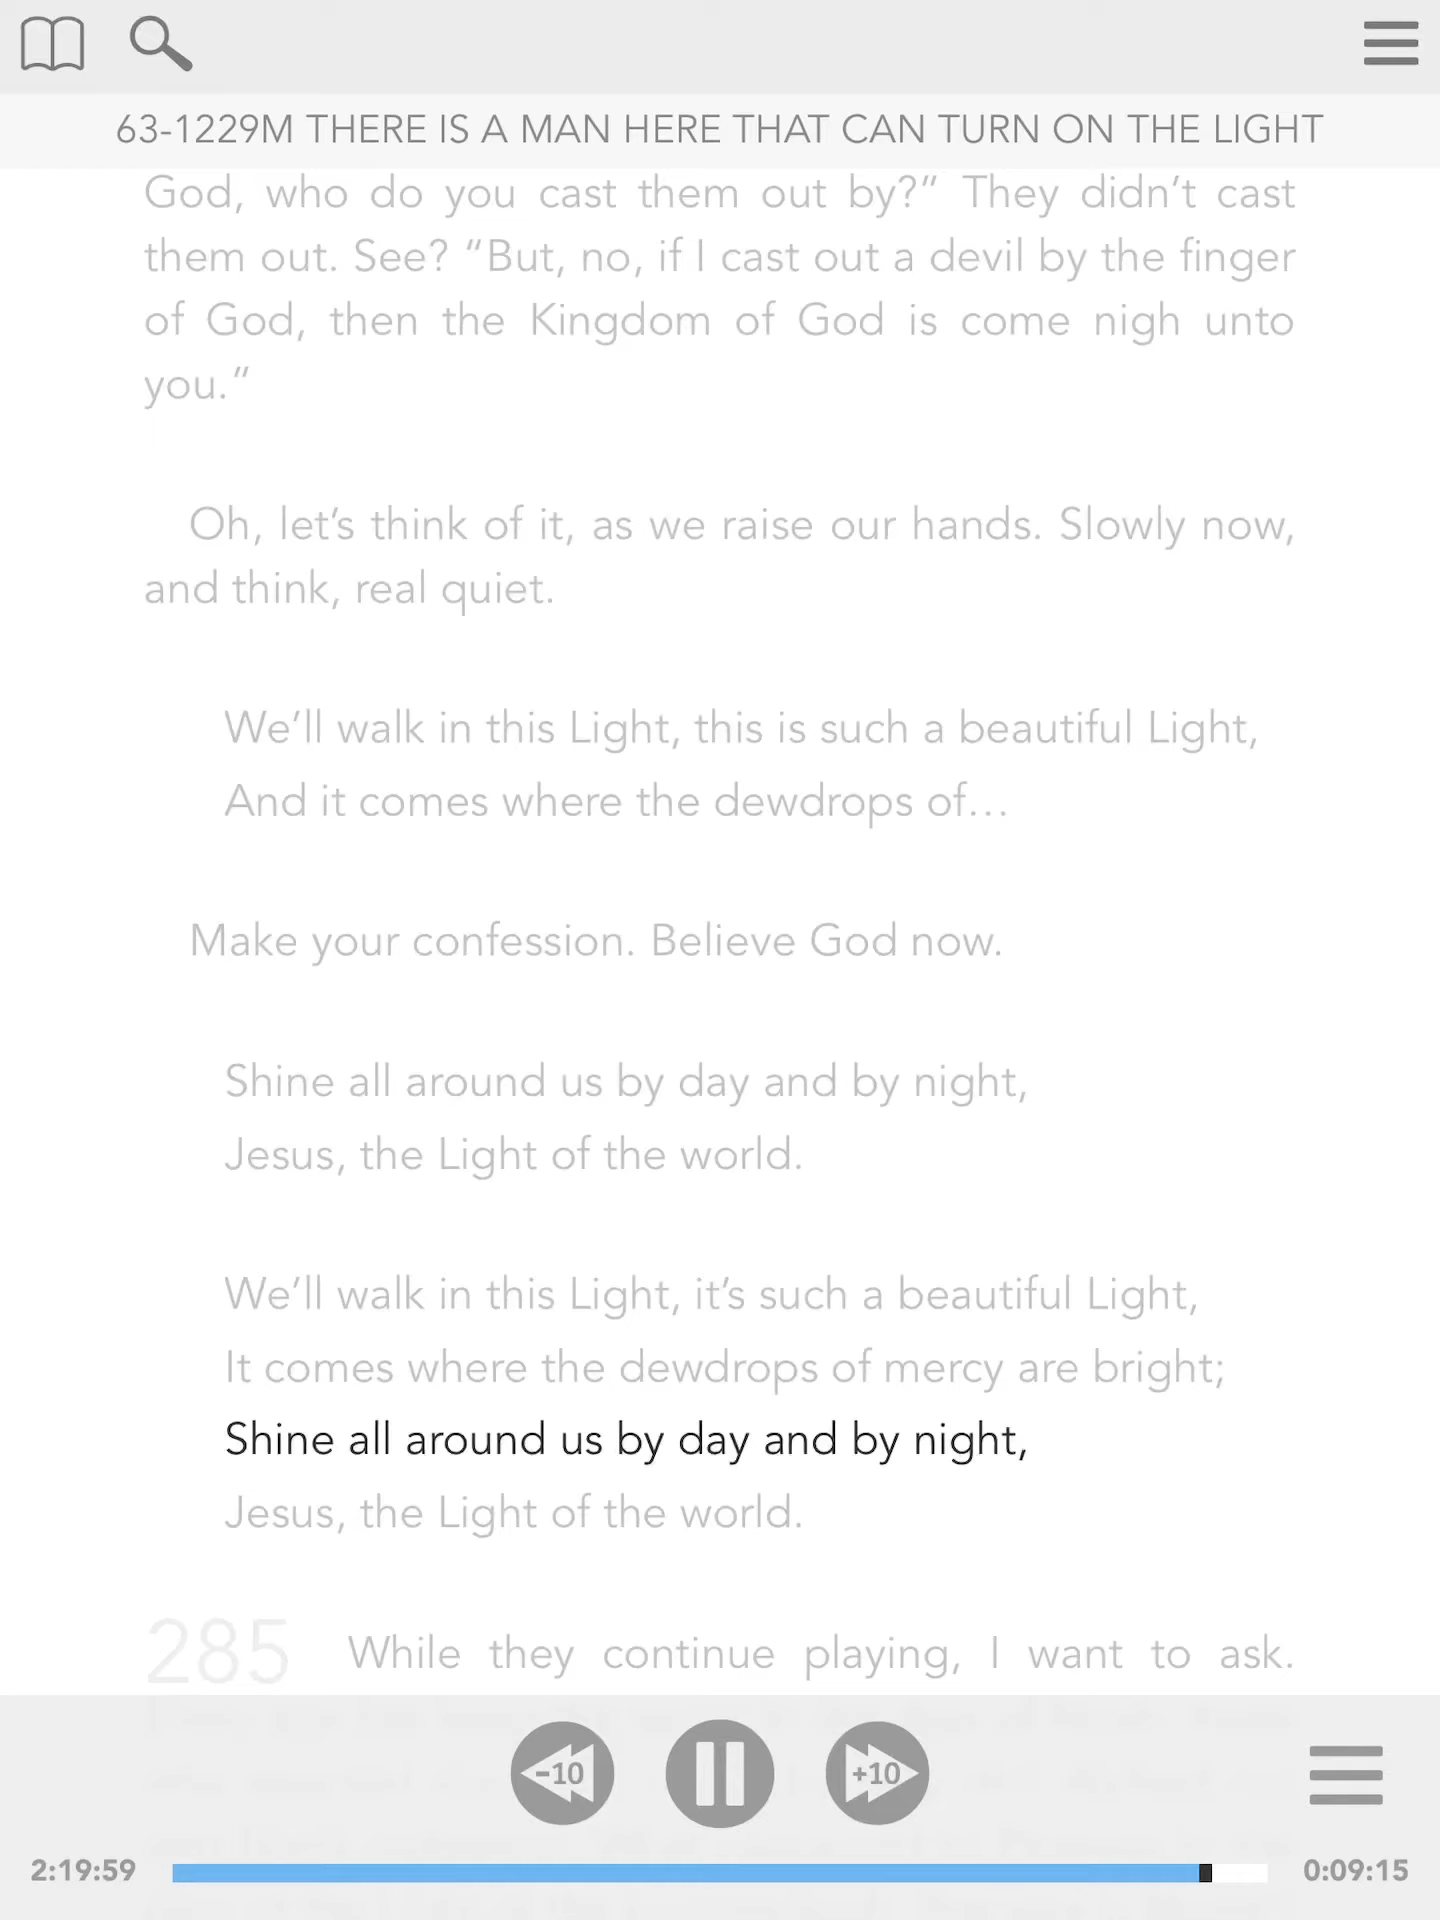 63-1229M THERE IS A MAN HERE THAT CAN TURN ON THE LIGHT
God, who do you cast them out by?” They didn’t cast
them out. See? “But, no, if I cast out a devil by the finger
of God, then the Kingdom of God is come nigh unto
you.”
Oh, let’s think of it, as we raise our hands. Slowly now,
and think, real quiet.
We’ll walk in this Light, this is such a beautiful Light,
And it comes where the dewdrops of…
Make your confession. Believe God now.
Shine all around us by day and by night,
Jesus, the Light of the world.
We’ll walk in this Light, it’s such a beautiful Light,
It comes where the dewdrops of mercy are bright;
Shine all around us by day and by night,
Jesus, the Light of the world.
285 While they continue playing, I want to ask.
-10 +10
2:19:59 0:09:15